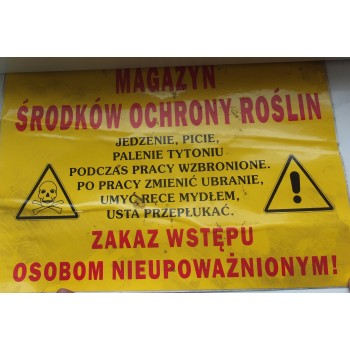 MAGAZYN
ŚRODKÓW OCHRONY ROŚLIN
JEDZENIE, PICIE,
PALENIE TYTONIU
PODCZAS PRACY WZBRONIONE.
PO PRACY ZMIENIĆ UBRANIE,
UMYĆ RĘCE MYDŁEM,
USTA PRZEPŁUKAĆ.
ZAKAZ WSTĘPU
OSOBOM NIEUPOWAŻNIONYM!